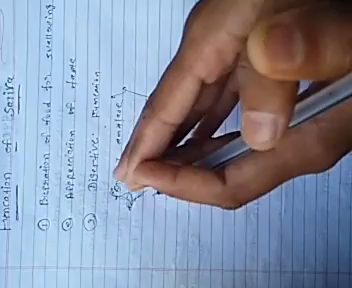 Function of Saliva
① Lubrication of food for swallowing
② Appreciation of taste
③ Digestive Function
amylase